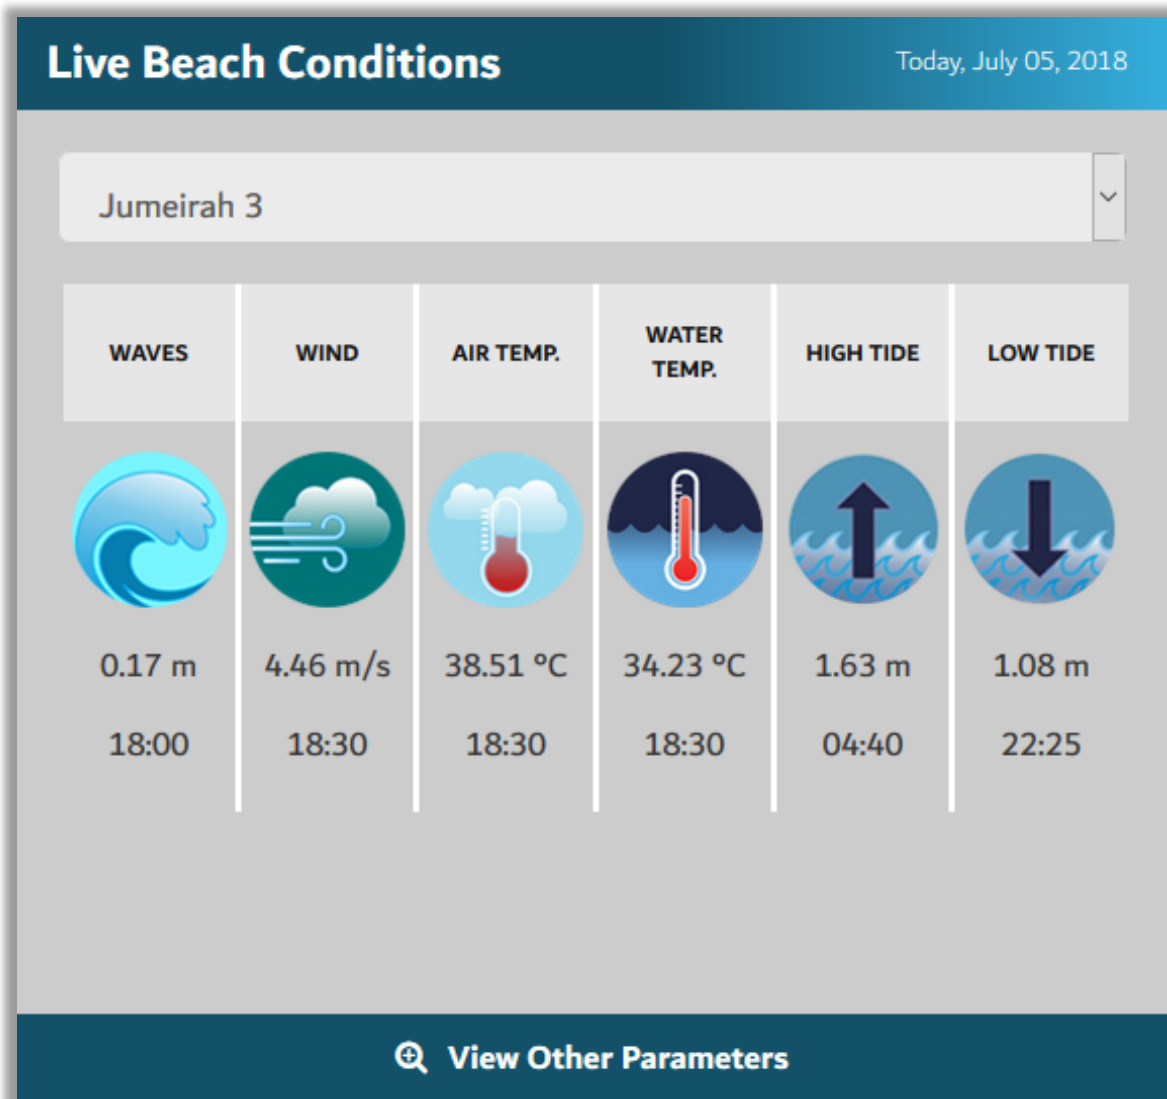 Live Beach Conditions
Today, July 05, 2018
Jumeirah 3
WAVES
WIND
AIR TEMP.
WATER
TEMP.
HIGH TIDE
LOW TIDE
0.17 m
4.46 m/s
38.51 ºC
34.23 ºC
1.63 m
1.08 m
18:00
18:30
18:30
18:30
04:40
22:25
View Other Parameters